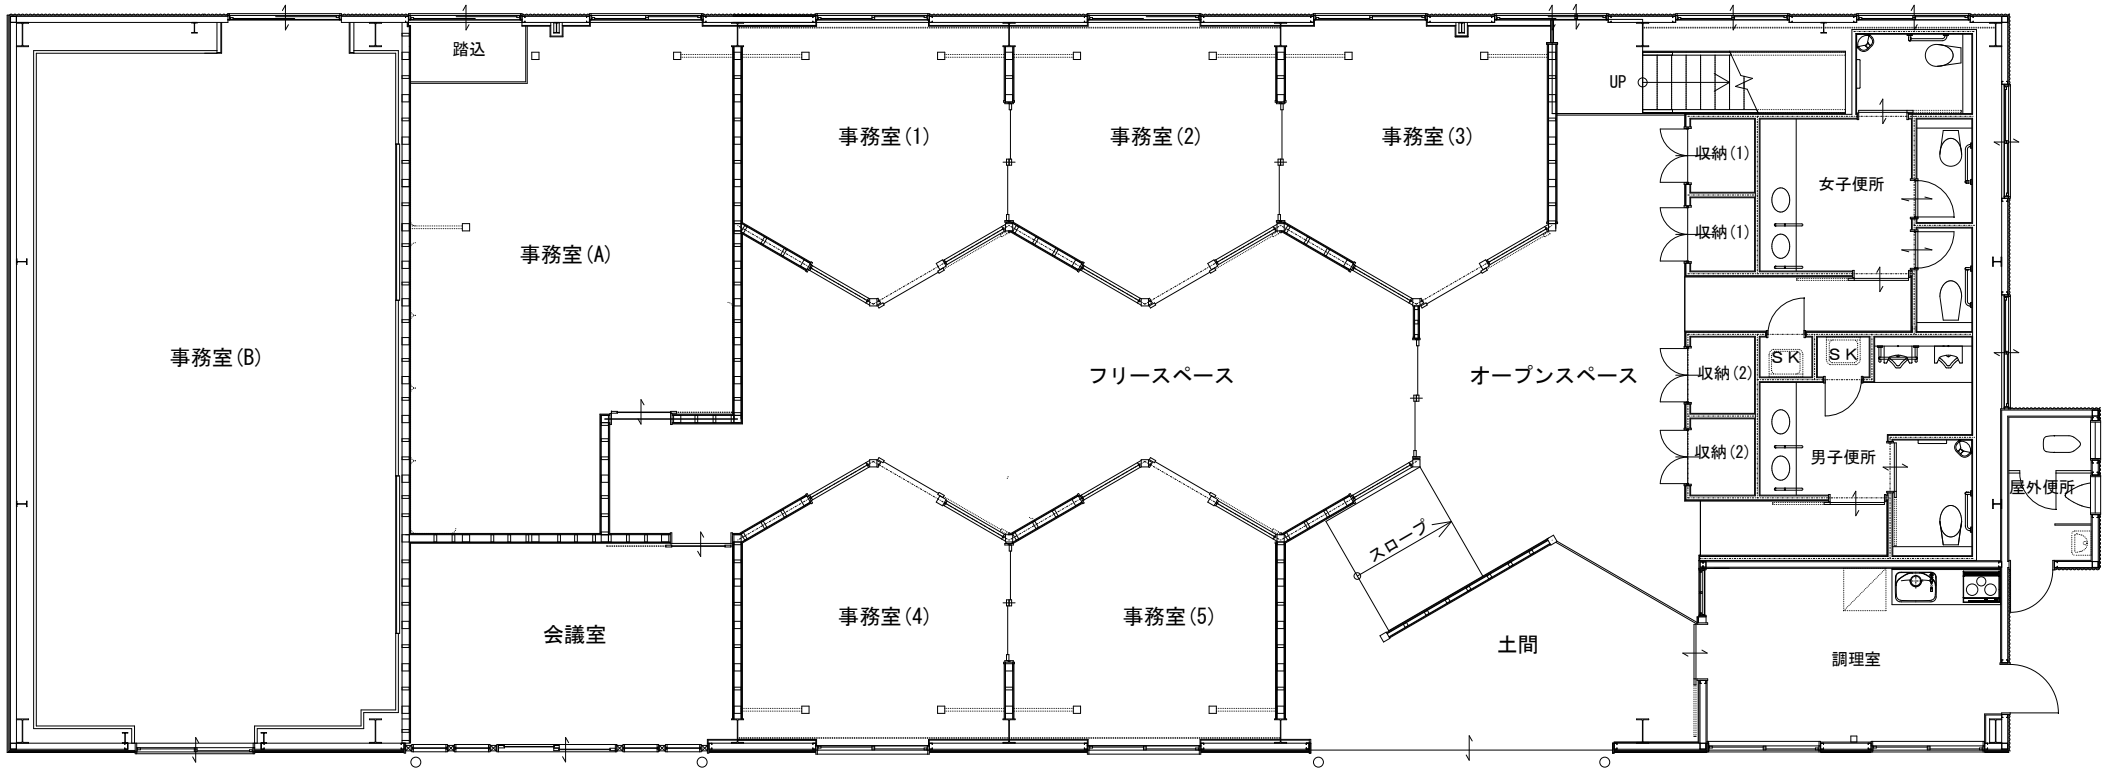 踏込
UP
事務室(1)
事務室(2)
事務室(3)
収納(1)
女子便所
収納(1)
事務室(A)
事務室(B)
フリースペース
オープンスペース
収納(2)
SK
SK
収納(2)
男子便所
屋外便所
スロープ
会議室
事務室(4)
事務室(5)
土間
調理室